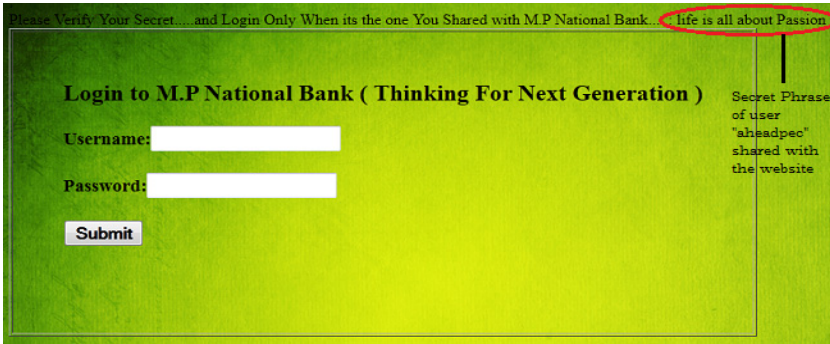 Please Verify Your Secret.....and Login Only When its the one You Shared with M.P National Bank..... : life is all about Passion
Login to M.P National Bank ( Thinking For Next Generation )
Username:
Password:
Submit
Secret Phrase
of user
"aheadpec"
shared with
the website